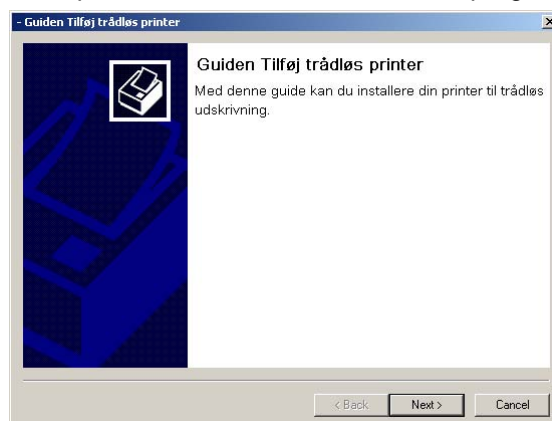 - Guiden Tilføj trådløs printer
Guiden Tilføj trådløs printer
Med denne guide kan du installere din printer til trådløs
udskrivning.
< Back
Next >
Cancel